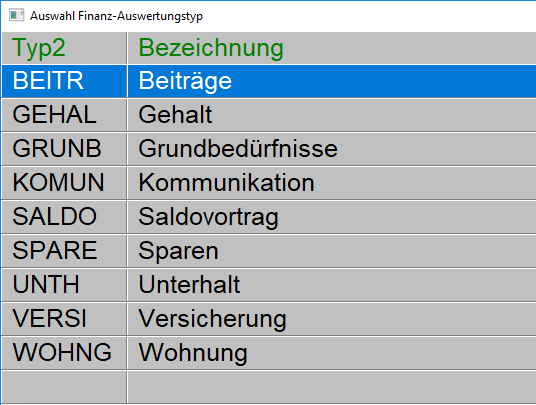 Auswahl Finanz-Auswertungstyp
Typ2 Bezeichnung
BEITR Beiträge
GEHAL Gehalt
GRUNB Grundbedürfnisse
KOMUN Kommunikation
SALDO Saldovortrag
SPARE Sparen
UNTH Unterhalt
VERSI Versicherung
WOHNG Wohnung